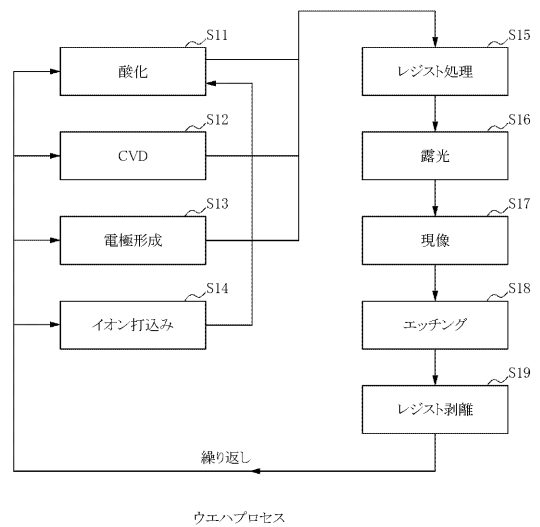 S11
酸化
S12
CVD
S13
電極形成
S14
イオン打込み
S15
レジスト処理
S16
露光
S17
現像
S18
エッチング
S19
レジスト剥離
繰り返し
ウエハプロセス